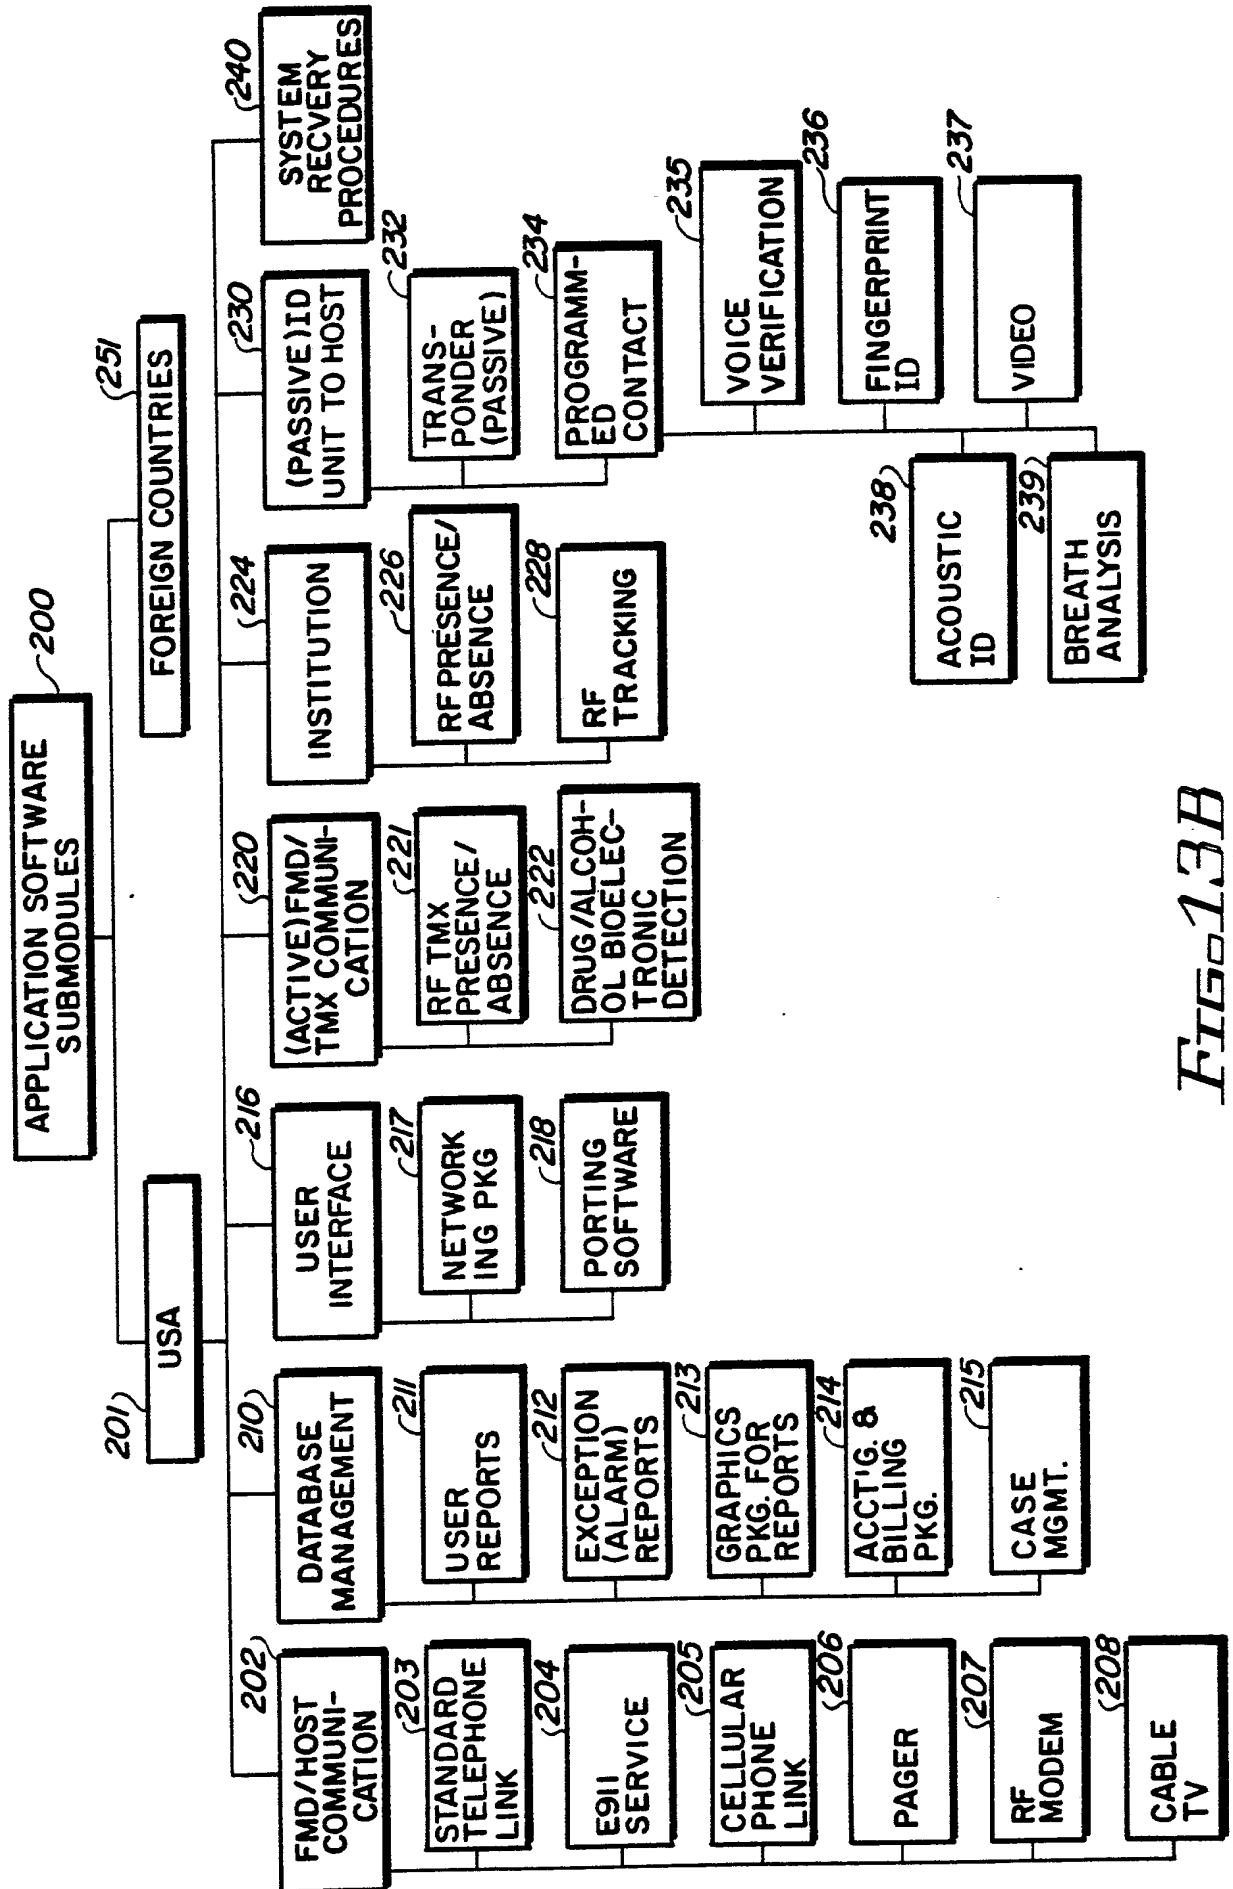 APPLICATION SOFTWARE
SUBMODULES
200
201
USA
251
FOREIGN COUNTRIES
202
FMD/HOST
COMMUNI-
CATION
203
STANDARD
TELEPHONE
LINK
204
E911
SERVICE
205
CELLULAR
PHONE
LINK
206
PAGER
207
RF
MODEM
208
CABLE
TV
210
DATABASE
MANAGEMENT
211
USER
REPORTS
212
EXCEPTION
(ALARM)
REPORTS
213
GRAPHICS
PKG. FOR
REPORTS
214
ACCT'G. &
BILLING
PKG.
215
CASE
MGMT.
216
USER
INTERFACE
217
NETWORK
ING PKG
218
PORTING
SOFTWARE
220
(ACTIVE) FMD/
TMX COMMUNI-
CATION
221
RF TMX
PRESENCE/
ABSENCE
222
DRUG/ALCOH-
OL BIOELEC-
TRONIC
DETECTION
224
INSTITUTION
226
RF PRESENCE/
ABSENCE
228
RF
TRACKING
230
(PASSIVE) ID
UNIT TO HOST
232
TRANS-
PONDER
(PASSIVE)
234
PROGRAMM-
ED
CONTACT
235
VOICE
VERIFICATION
236
FINGERPRINT
ID
237
VIDEO
238
ACOUSTIC
ID
239
BREATH
ANALYSIS
240
SYSTEM
RECVERY
PROCEDURES
FIG-13B